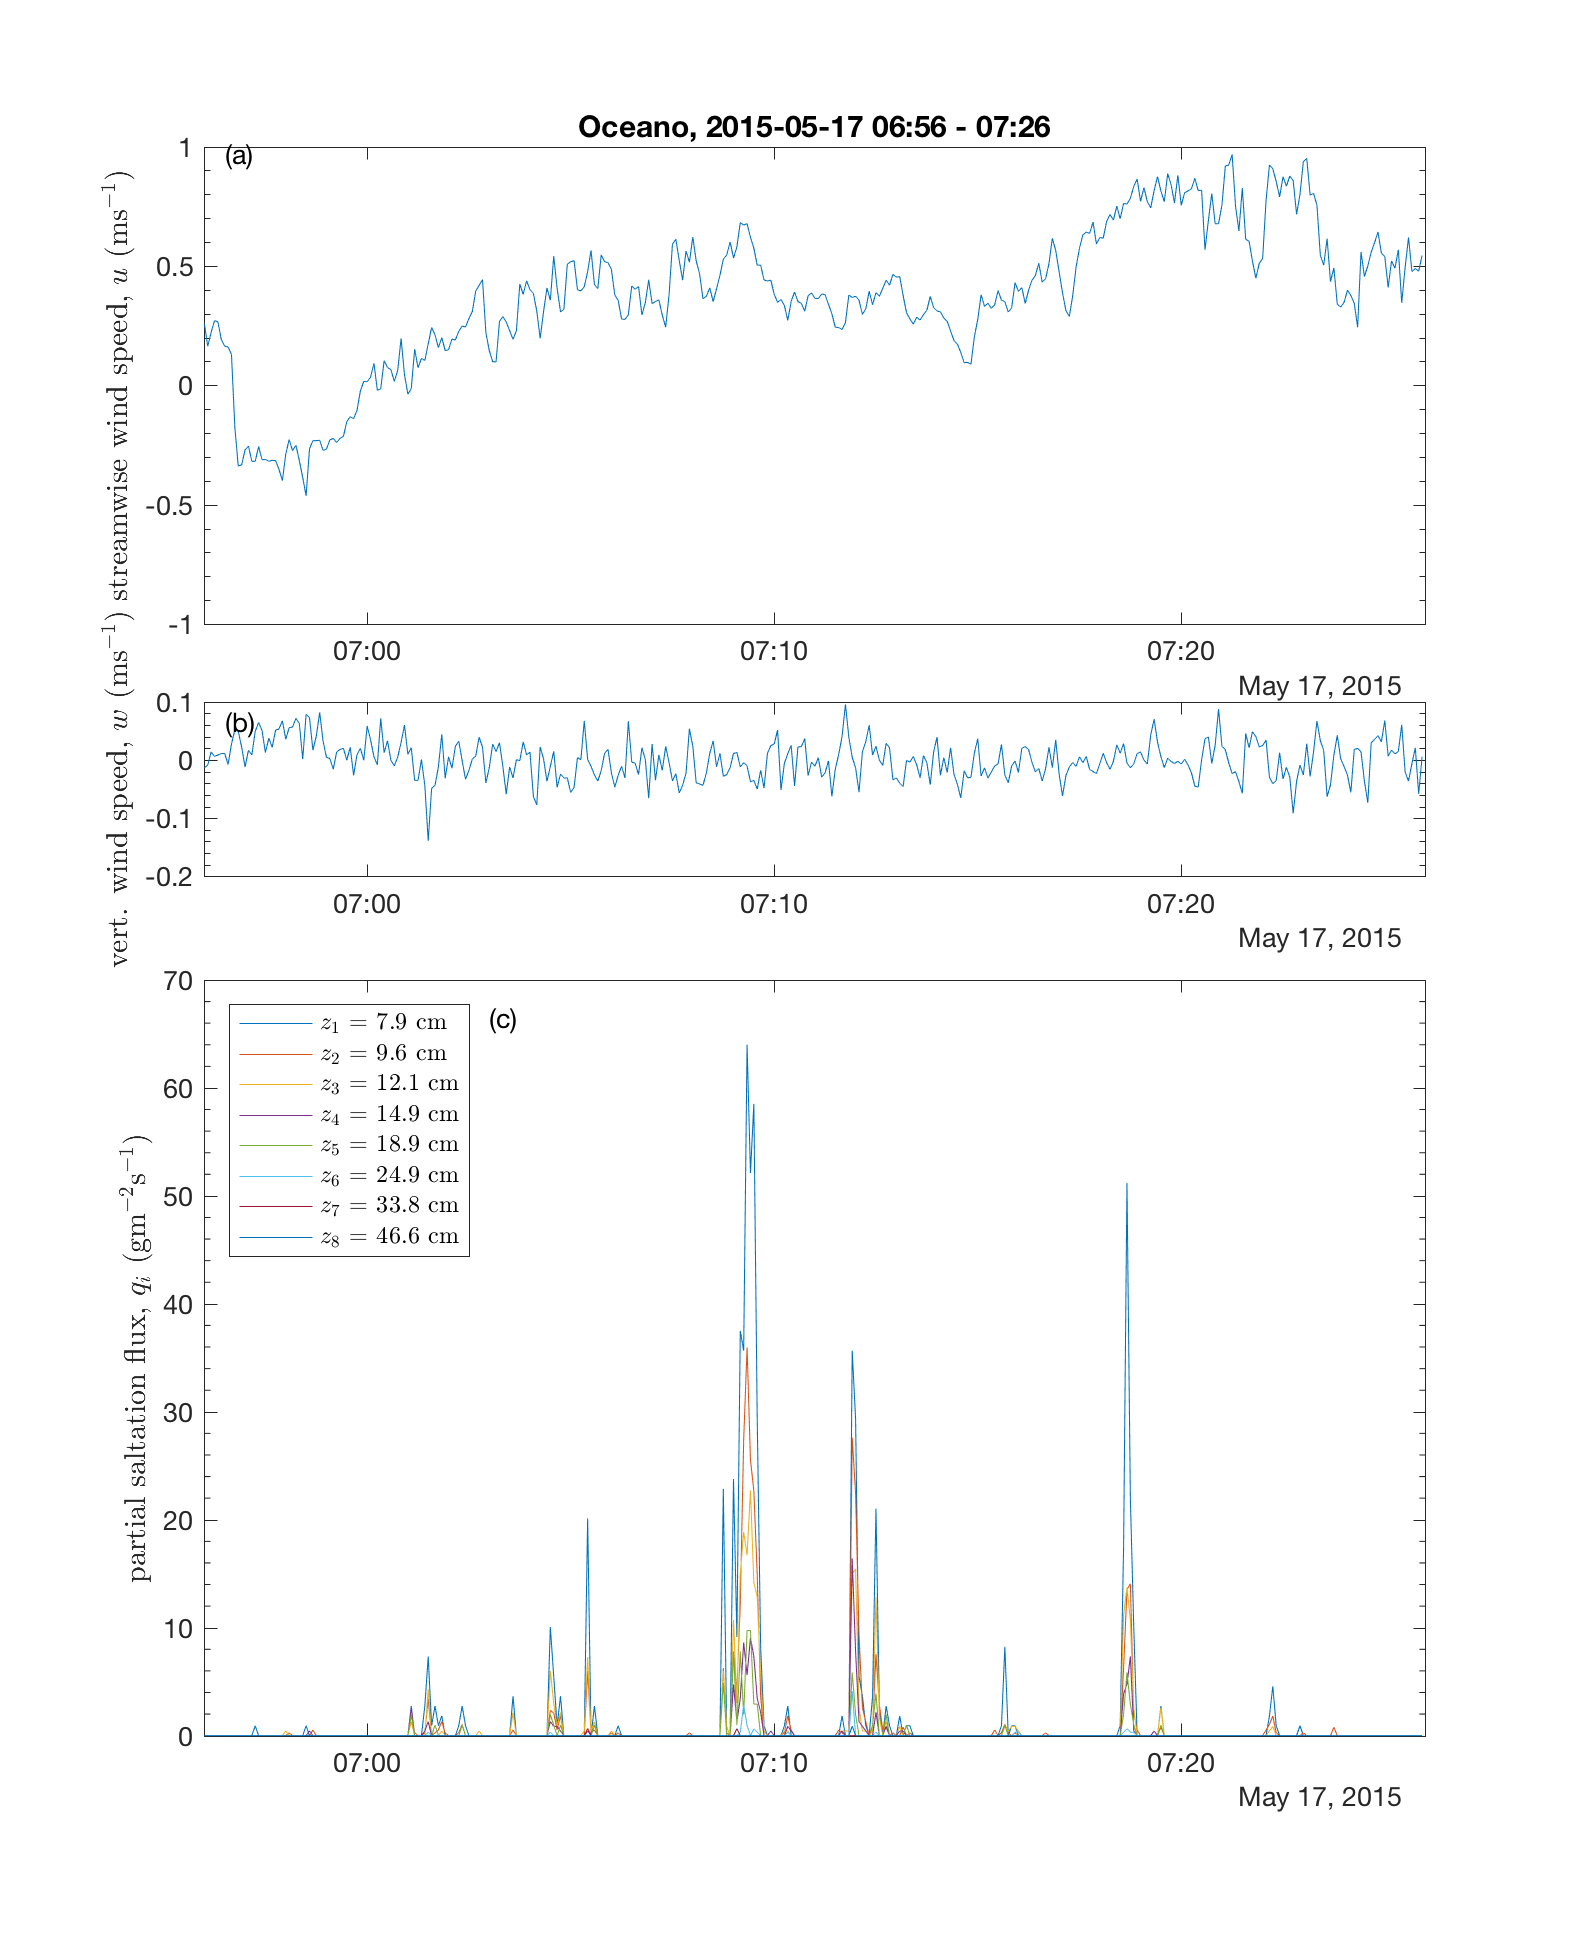 Oceano, 2015-05-17 06:56 - 07:26
(a)
1
0.5
0
-0.5
-1
streamwise wind speed, u (ms⁻¹)
07:00 07:10 07:20
May 17, 2015
(b)
0.1
0
-0.1
-0.2
vert. wind speed, w (ms⁻¹)
07:00 07:10 07:20
May 17, 2015
(c)
70
60
50
40
30
20
10
0
partial saltation flux, qᵢ (gm⁻²s⁻¹)
z₁ = 7.9 cm
z₂ = 9.6 cm
z₃ = 12.1 cm
z₄ = 14.9 cm
z₅ = 18.9 cm
z₆ = 24.9 cm
z₇ = 33.8 cm
z₈ = 46.6 cm
07:00 07:10 07:20
May 17, 2015